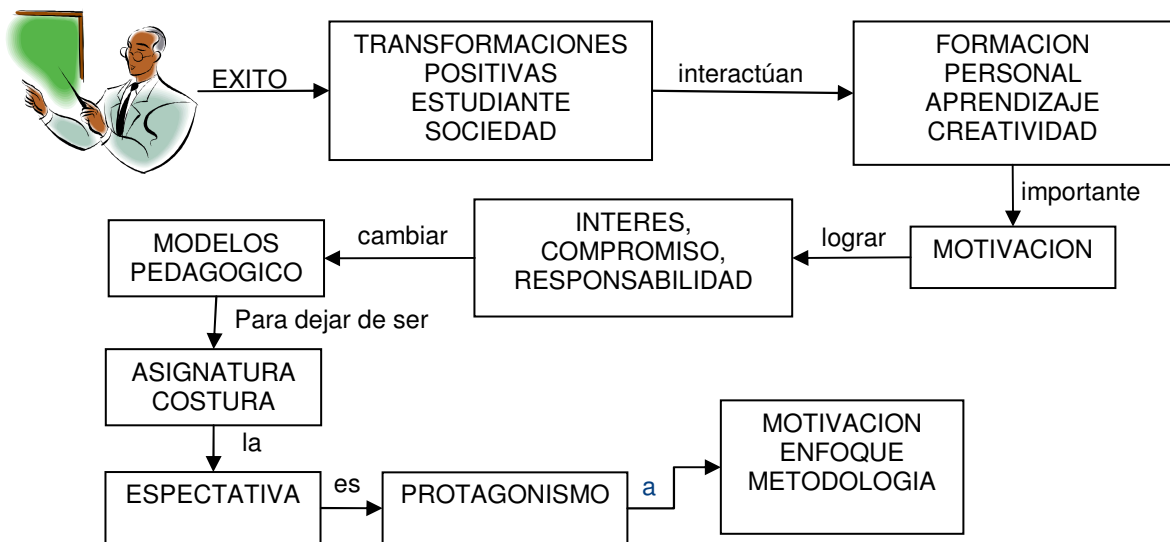 EXITO
TRANSFORMACIONES
POSITIVAS
ESTUDIANTE
SOCIEDAD
interactúan
FORMACION
PERSONAL
APRENDIZAJE
CREATIVIDAD
importante
MOTIVACION
lograr
INTERES,
COMPROMISO,
RESPONSABILIDAD
cambiar
MODELOS
PEDAGOGICO
Para dejar de ser
ASIGNATURA
COSTURA
la
ESPECTATIVA
es
PROTAGONISMO
a
MOTIVACION
ENFOQUE
METODOLOGIA